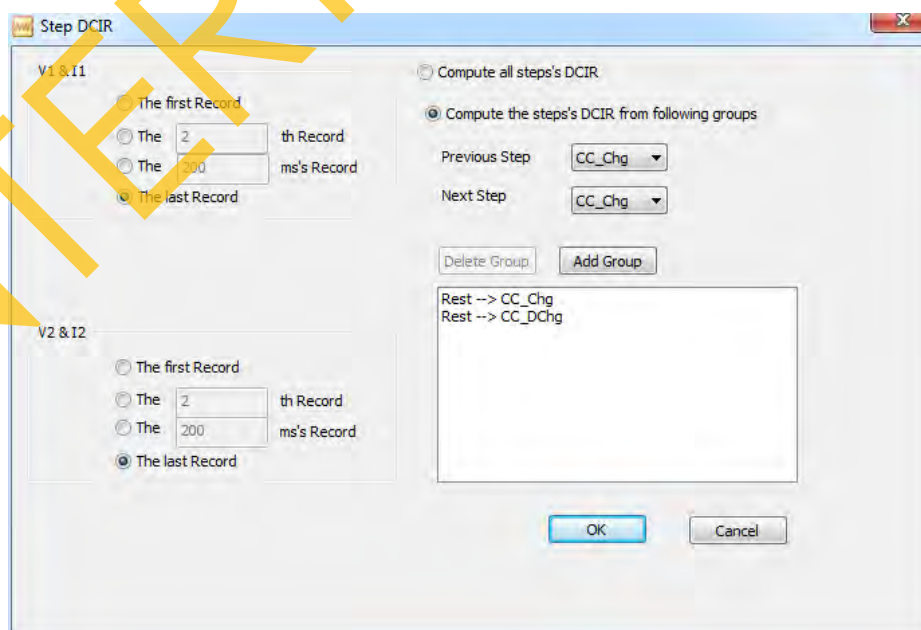 Step DCIR
V1 & I1
The first Record
The 2 th Record
The 200 ms's Record
The last Record
V2 & I2
The first Record
The 2 th Record
The 200 ms's Record
The last Record
Compute all steps's DCIR
Compute the steps's DCIR from following groups
Previous Step CC_Chg
Next Step CC_Chg
Delete Group Add Group
Rest --> CC_Chg
Rest --> CC_DChg
OK Cancel